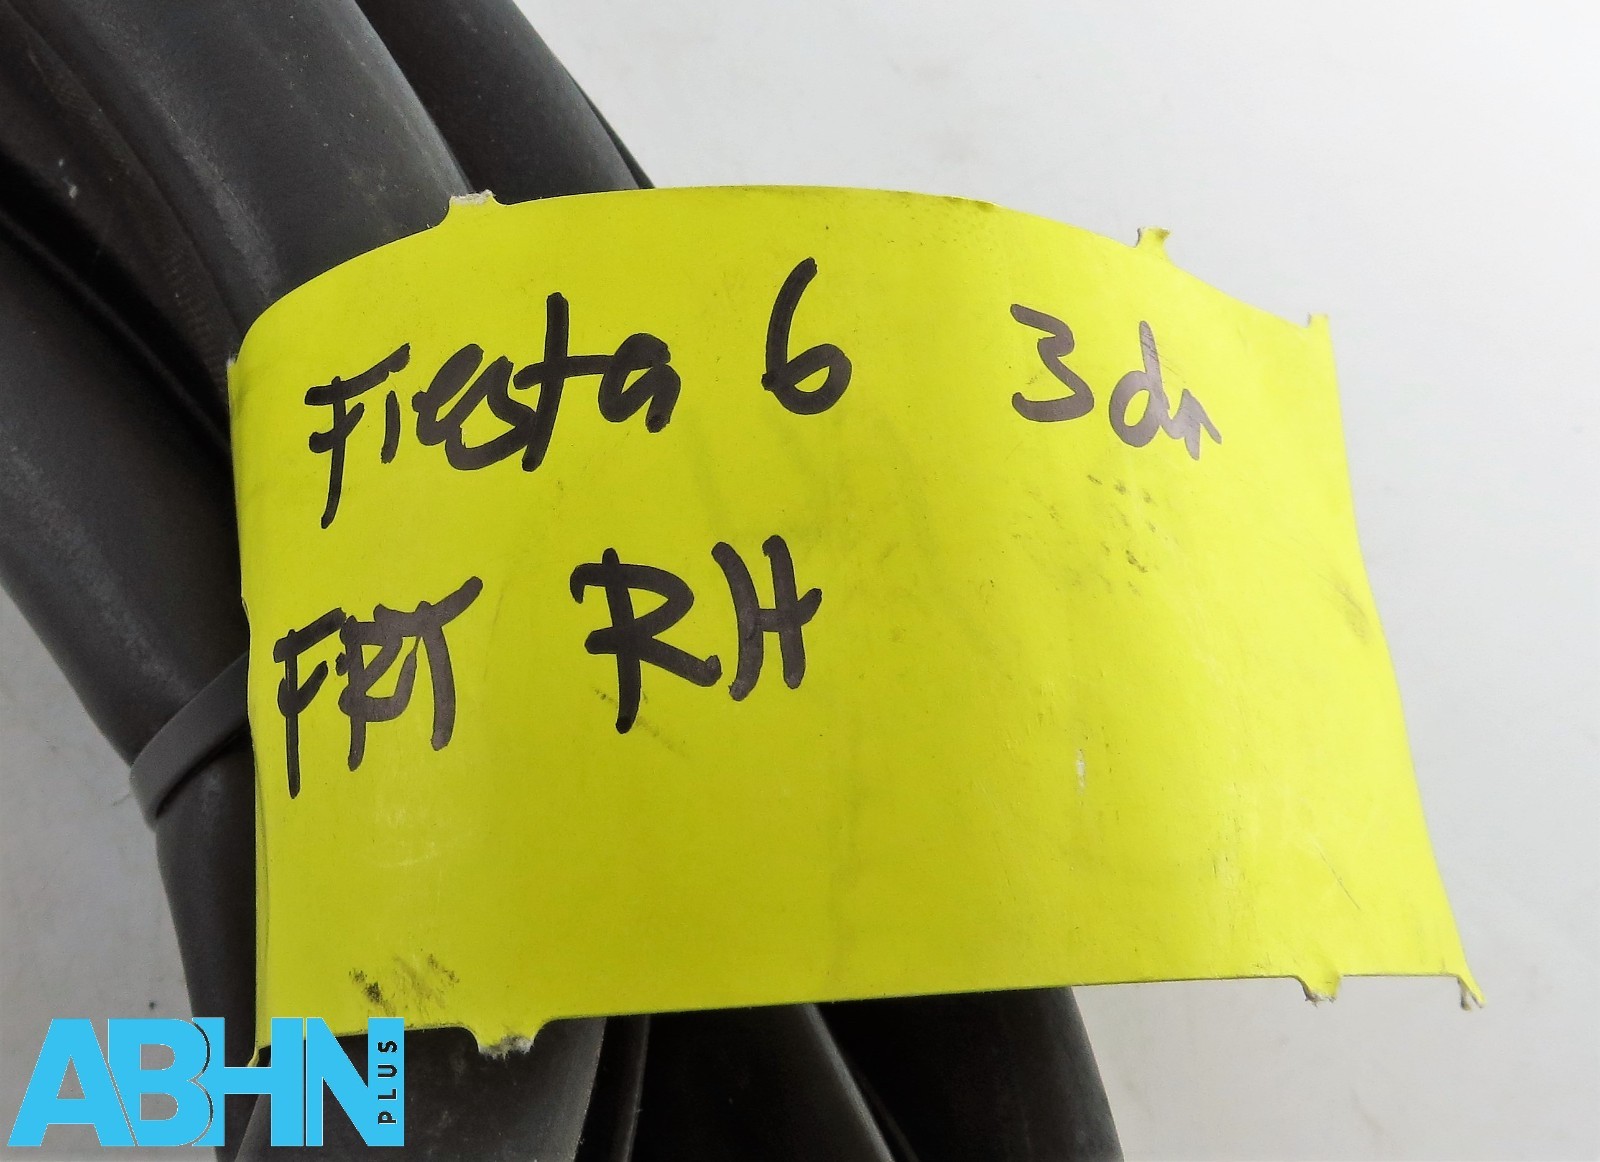 Fiesta 6 3dr
FRT RH
ABHN PLUS